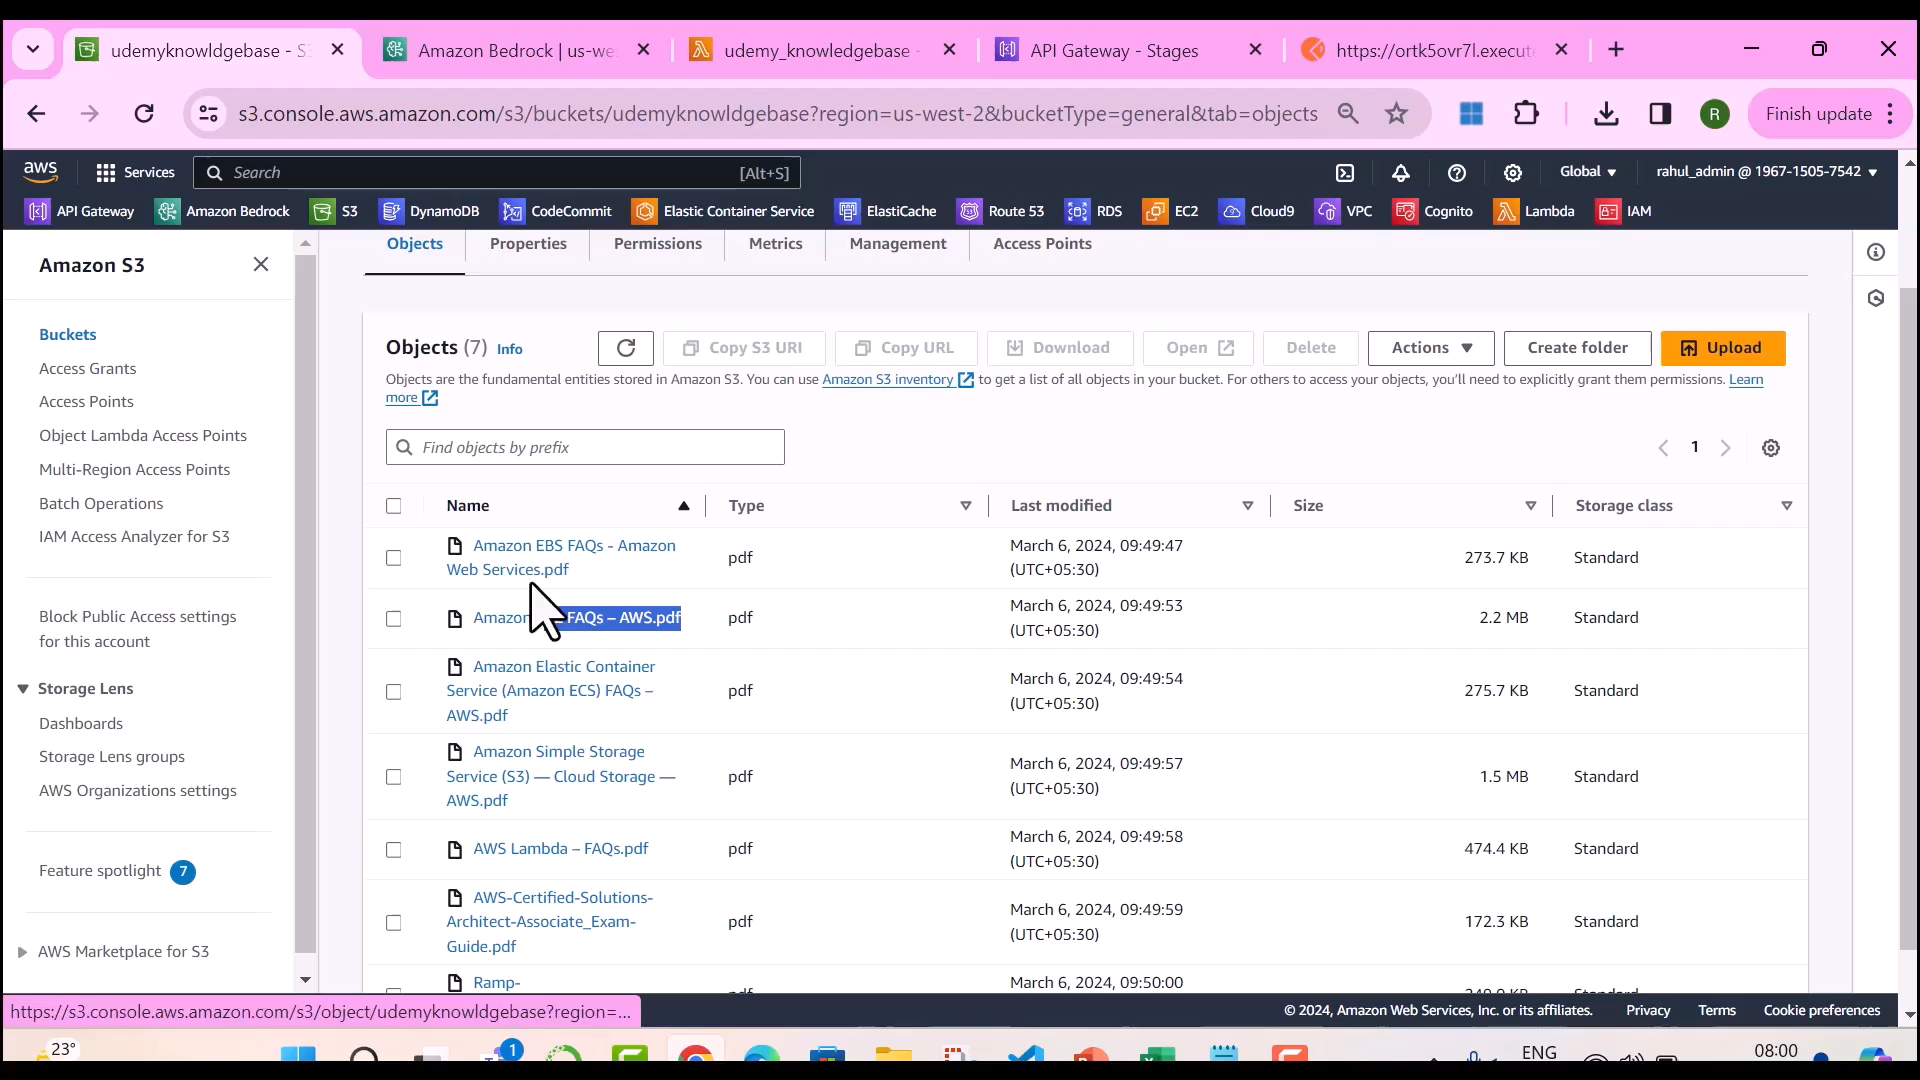 udemyknowldgebase - S3
Amazon Bedrock | us-wes
udemy_knowledgebase -
API Gateway - Stages
https://ortk5ovr7l.execute
s3.console.aws.amazon.com/s3/buckets/udemyknowldgebase?region=us-west-2&bucketType=general&tab=objects
R
Finish update
aws
Services
Search
[Alt+S]
Global
rahul_admin @ 1967-1505-7542
API Gateway
Amazon Bedrock
S3
DynamoDB
CodeCommit
Elastic Container Service
ElastiCache
Route 53
RDS
EC2
Cloud9
VPC
Cognito
Lambda
IAM
Amazon S3
Buckets
Access Grants
Access Points
Object Lambda Access Points
Multi-Region Access Points
Batch Operations
IAM Access Analyzer for S3
Block Public Access settings
for this account
Storage Lens
Dashboards
Storage Lens groups
AWS Organizations settings
Feature spotlight 7
AWS Marketplace for S3
Objects
Properties
Permissions
Metrics
Management
Access Points
Objects (7) Info
Copy S3 URI
Copy URL
Download
Open
Delete
Actions
Create folder
Upload
Objects are the fundamental entities stored in Amazon S3. You can use Amazon S3 inventory to get a list of all objects in your bucket. For others to access your objects, you'll need to explicitly grant them permissions. Learn
more
Find objects by prefix
1
Name
Type
Last modified
Size
Storage class
Amazon EBS FAQs - Amazon
Web Services.pdf
pdf
March 6, 2024, 09:49:47
(UTC+05:30)
273.7 KB
Standard
Amazon FAQs – AWS.pdf
pdf
March 6, 2024, 09:49:53
(UTC+05:30)
2.2 MB
Standard
Amazon Elastic Container
Service (Amazon ECS) FAQs –
AWS.pdf
pdf
March 6, 2024, 09:49:54
(UTC+05:30)
275.7 KB
Standard
Amazon Simple Storage
Service (S3) — Cloud Storage —
AWS.pdf
pdf
March 6, 2024, 09:49:57
(UTC+05:30)
1.5 MB
Standard
AWS Lambda – FAQs.pdf
pdf
March 6, 2024, 09:49:58
(UTC+05:30)
474.4 KB
Standard
AWS-Certified-Solutions-
Architect-Associate_Exam-
Guide.pdf
pdf
March 6, 2024, 09:49:59
(UTC+05:30)
172.3 KB
Standard
Ramp-
pdf
March 6, 2024, 09:50:00
Standard
https://s3.console.aws.amazon.com/s3/object/udemyknowldgebase?region=...
© 2024, Amazon Web Services, Inc. or its affiliates.
Privacy
Terms
Cookie preferences
23°
1
ENG
08:00